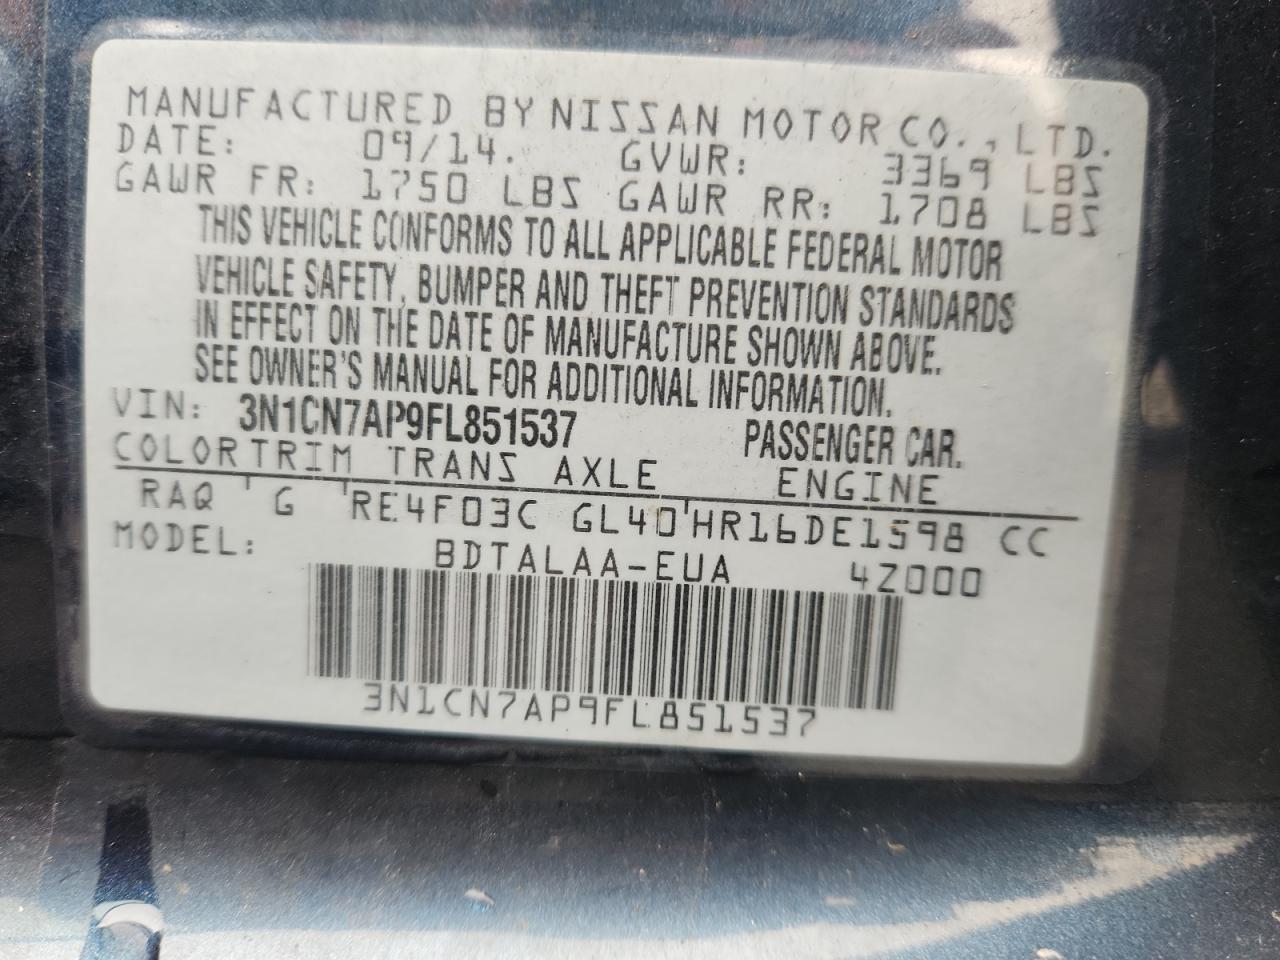 MANUFACTURED BY NISSAN MOTOR CO., LTD.
DATE: 09/14. GVWR: 3369 LBS
GAWR FR: 1750 LBS GAWR RR: 1708 LBS
THIS VEHICLE CONFORMS TO ALL APPLICABLE FEDERAL MOTOR
VEHICLE SAFETY, BUMPER AND THEFT PREVENTION STANDARDS
IN EFFECT ON THE DATE OF MANUFACTURE SHOWN ABOVE.
SEE OWNER'S MANUAL FOR ADDITIONAL INFORMATION.
VIN: 3N1CN7AP9FL851537 PASSENGER CAR.
COLOR TRIM TRANS AXLE ENGINE
RAQ G RE4F03C GL40 HR16DE1598 CC
MODEL: BDTALAA-EUA 4Z000
3N1CN7AP9FL851537